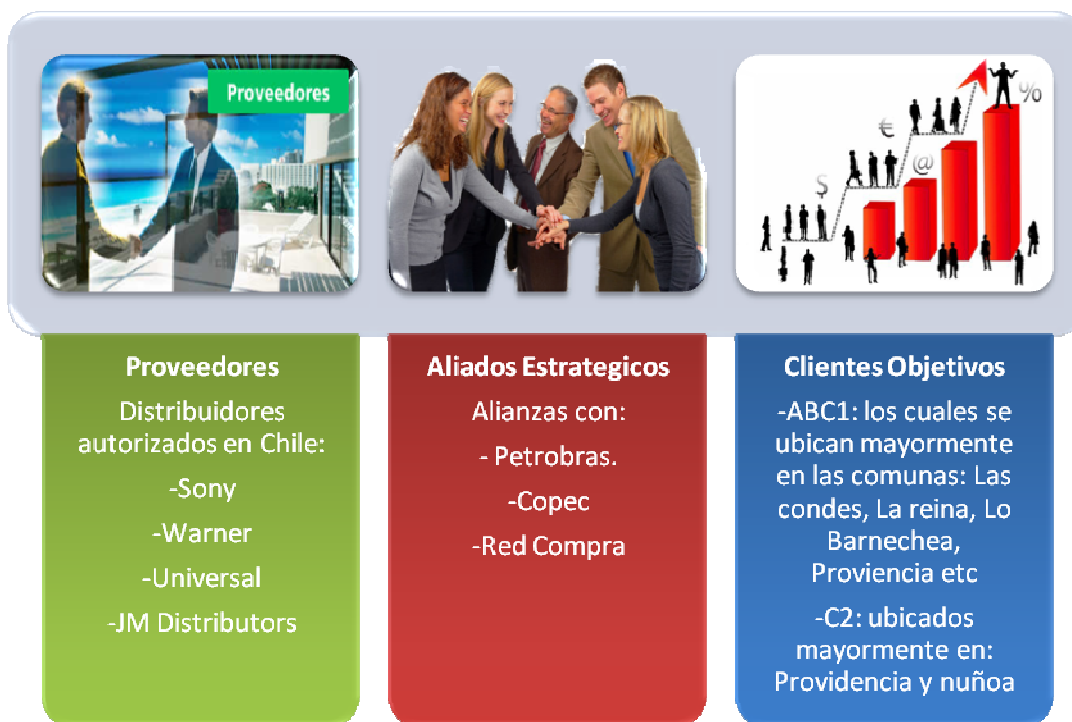 Proveedores
$
€
@
%
Proveedores
Distribuidores
autorizados en Chile:
-Sony
-Warner
-Universal
-JM Distributors
Aliados Estrategicos
Alianzas con:
- Petrobras.
-Copec
-Red Compra
Clientes Objetivos
-ABC1: los cuales se
ubican mayormente
en las comunas: Las
condes, La reina, Lo
Barnechea,
Proviencia etc
-C2: ubicados
mayormente en:
Providencia y nuñoa